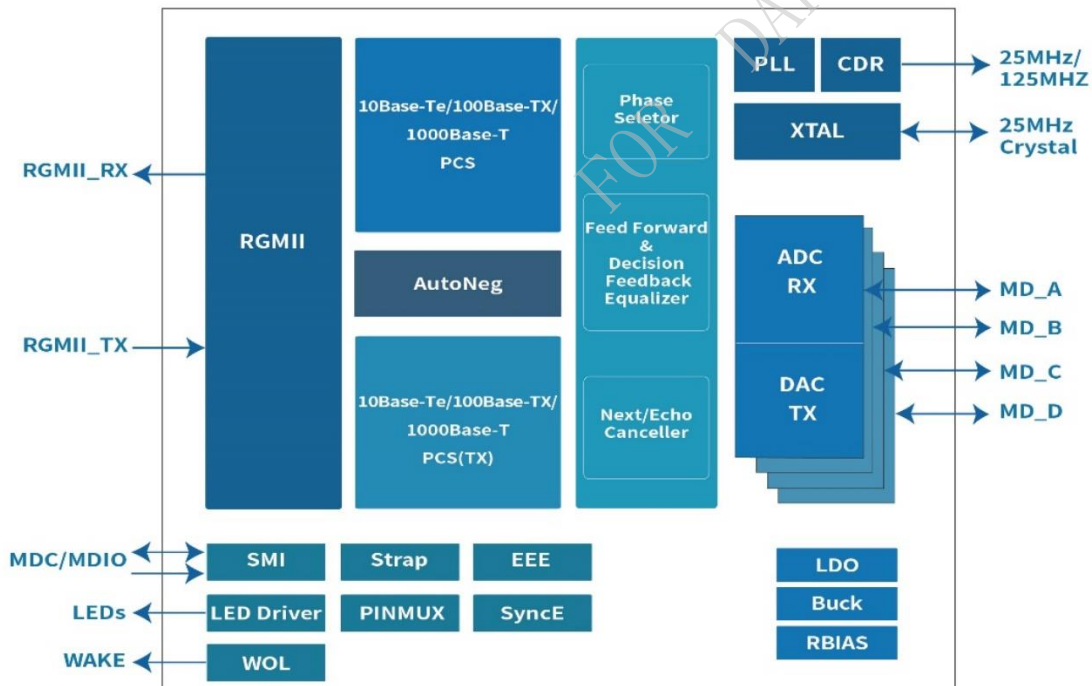 PLL
CDR
25MHz/
125MHZ
XTAL
25MHz
Crystal
10Base-Te/100Base-TX/
1000Base-T
PCS
Phase
Seletor
RGMII_RX
RGMII
AutoNeg
Feed Forward
&
Decision
Feedback
Equalizer
ADC
RX
MD_A
MD_B
RGMII_TX
DAC
TX
MD_C
MD_D
10Base-Te/100Base-TX/
1000Base-T
PCS(TX)
Next/Echo
Canceller
MDC/MDIO
SMI
Strap
EEE
LDO
LEDs
LED Driver
PINMUX
SyncE
Buck
WAKE
WOL
RBIAS
FOR